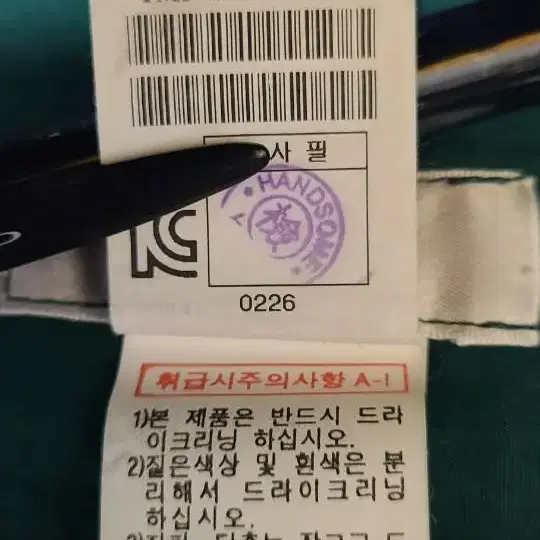 사 필
HANDSOME
檢
0226
취급시주의사항 A-1
1)본 제품은 반드시 드라
이크리닝 하십시오.
2)짙은색상 및 흰색은 분
리해서 드라이크리닝
하십시오.